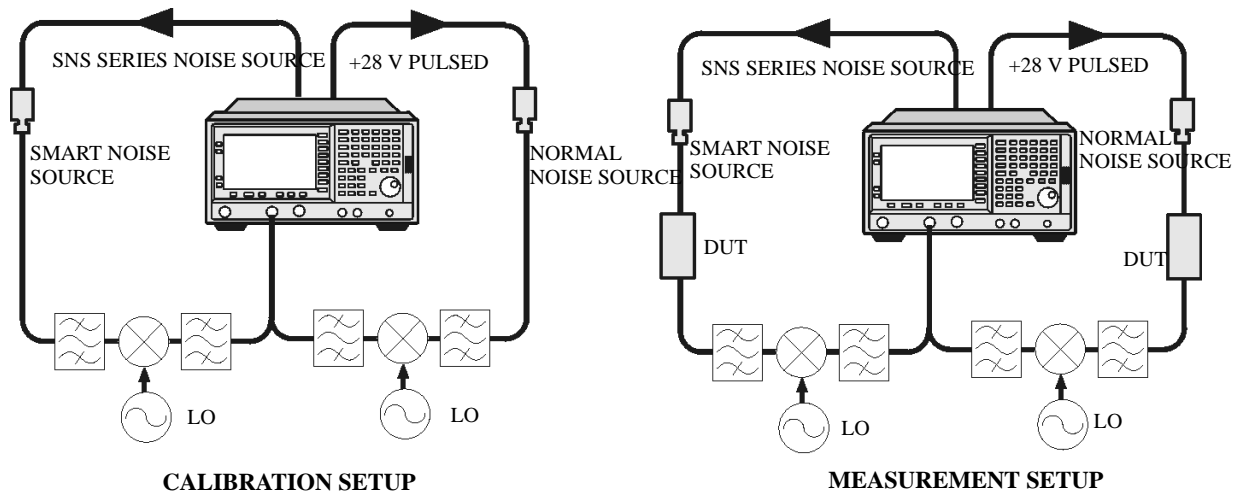 SNS SERIES NOISE SOURCE
+28 V PULSED
SMART NOISE
SOURCE
NORMAL
NOISE SOURCE
LO
LO
CALIBRATION SETUP
SNS SERIES NOISE SOURCE
+28 V PULSED
SMART NOISE
SOURCE
NORMAL
NOISE SOURCE
DUT
DUT
LO
LO
MEASUREMENT SETUP